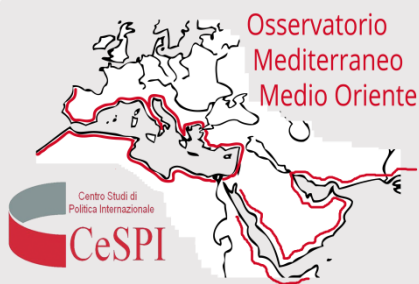 Osservatorio
Mediterraneo
Medio Oriente
Centro Studi di
Politica Internazionale
CeSPI